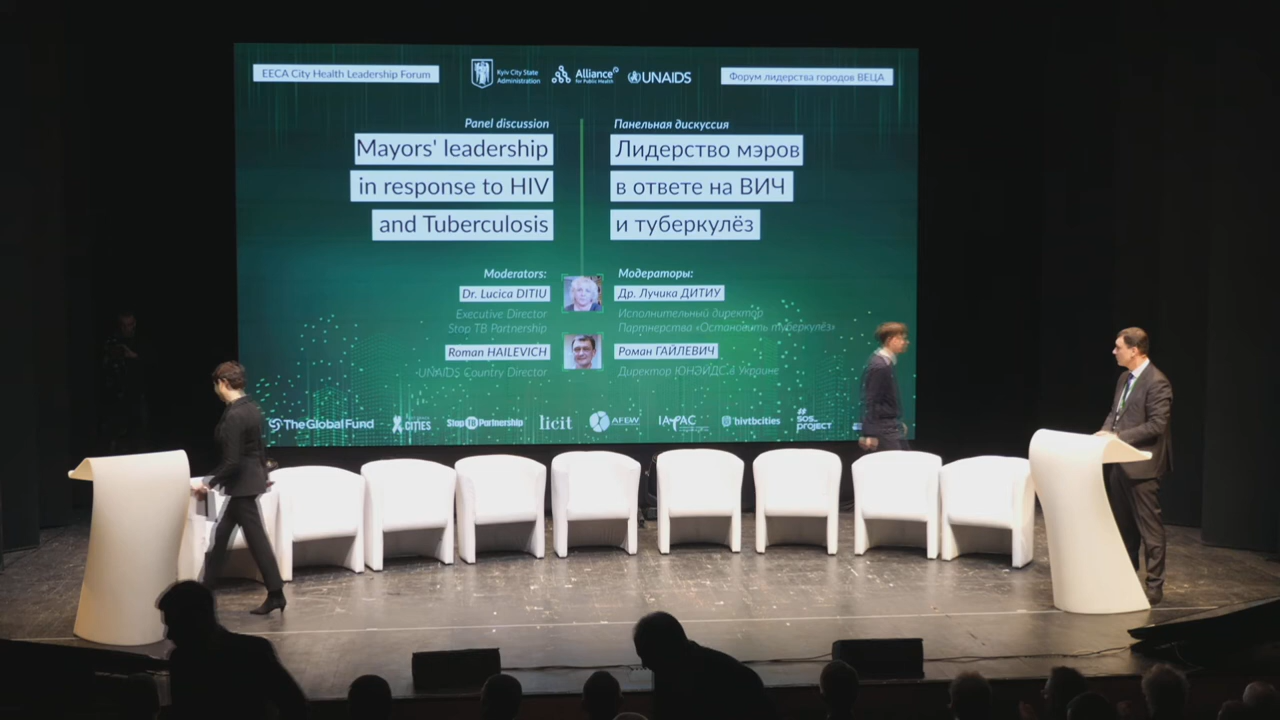 EECA City Health Leadership Forum
Kyiv City State
Administration
Alliance
for Public Health
UNAIDS
Форум лидерства городов ВЕЦА
Panel discussion
Mayors' leadership
in response to HIV
and Tuberculosis
Панельная дискуссия
Лидерство мэров
в ответе на ВИЧ
и туберкулёз
Moderators:
Dr. Lucica DITIU
Executive Director
Stop TB Partnership
Roman HAILEVICH
UNAIDS Country Director
Модераторы:
Др. Лучика ДИТИУ
Исполнительный директор
Партнерства «Остановить туберкулёз»
Роман ГАЙЛЕВИЧ
Директор ЮНЭЙДС в Украине
The Global Fund
CITIES
Stop TB Partnership
licit
AFEW
IAPAC
hivtbcities
#SOS_project